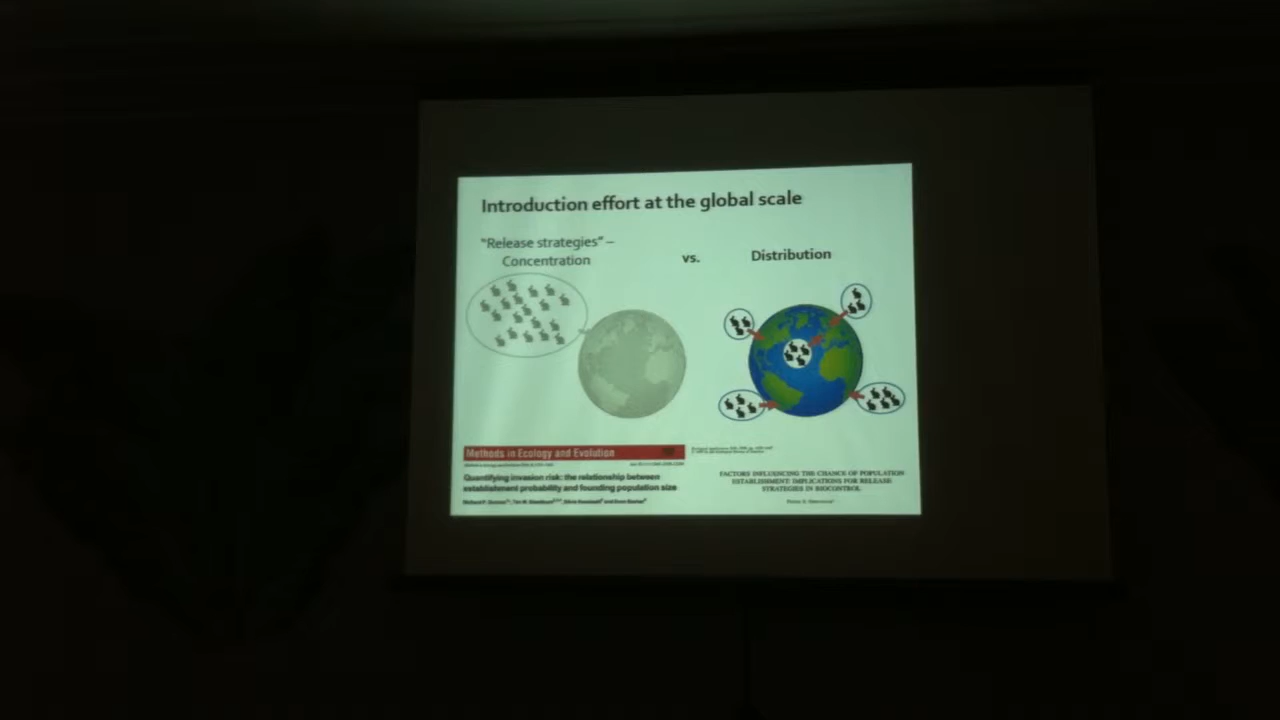 Introduction effort at the global scale
"Release strategies" –
Concentration
vs.
Distribution
Methods in Ecology and Evolution
Quantifying invasion risk: the relationship between
establishment probability and founding population size
FACTORS INFLUENCING THE CHANCE OF POPULATION
ESTABLISHMENT: IMPLICATIONS FOR RELEASE
STRATEGIES IN BIOCONTROL